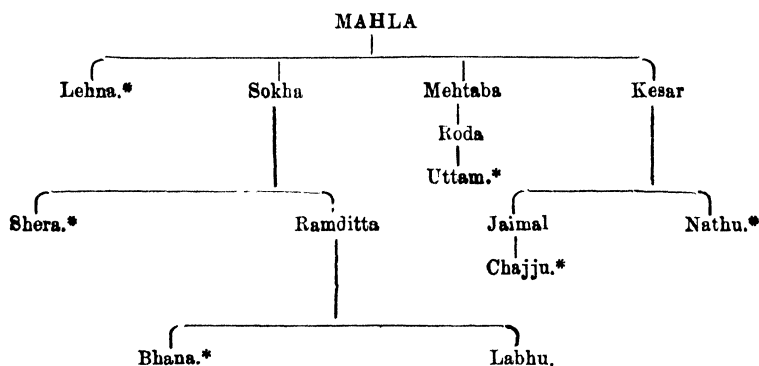 MAHLA
Lehna.* Sokha Mehtaba Kesar
Roda
Uttam.*
Shera.* Ramditta Jaimal Nathu.*
Chajju.*
Bhana.* Labhu.